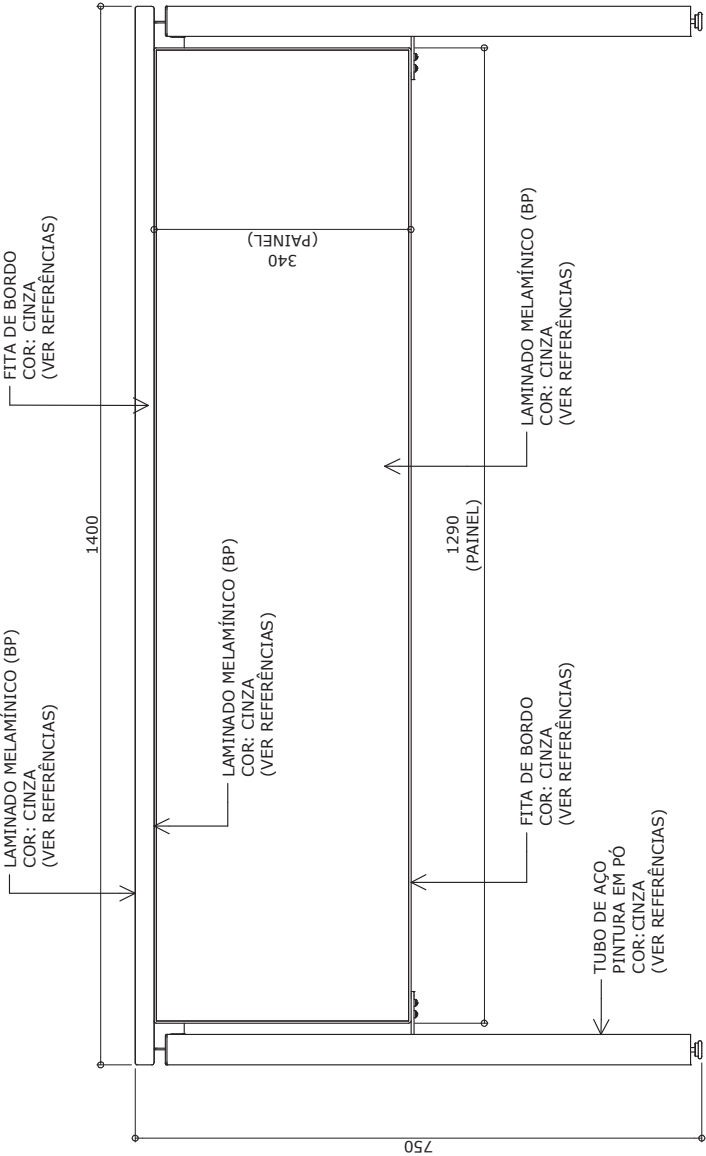 LAMINADO MELAMÍNICO (BP)
COR: CINZA
(VER REFERÊNCIAS)
FITA DE BORDO
COR: CINZA
(VER REFERÊNCIAS)
1400
750
LAMINADO MELAMÍNICO (BP)
COR: CINZA
(VER REFERÊNCIAS)
340
(PAINEL)
1290
(PAINEL)
LAMINADO MELAMÍNICO (BP)
COR: CINZA
(VER REFERÊNCIAS)
FITA DE BORDO
COR: CINZA
(VER REFERÊNCIAS)
TUBO DE AÇO
PINTURA EM PÓ
COR:CINZA
(VER REFERÊNCIAS)